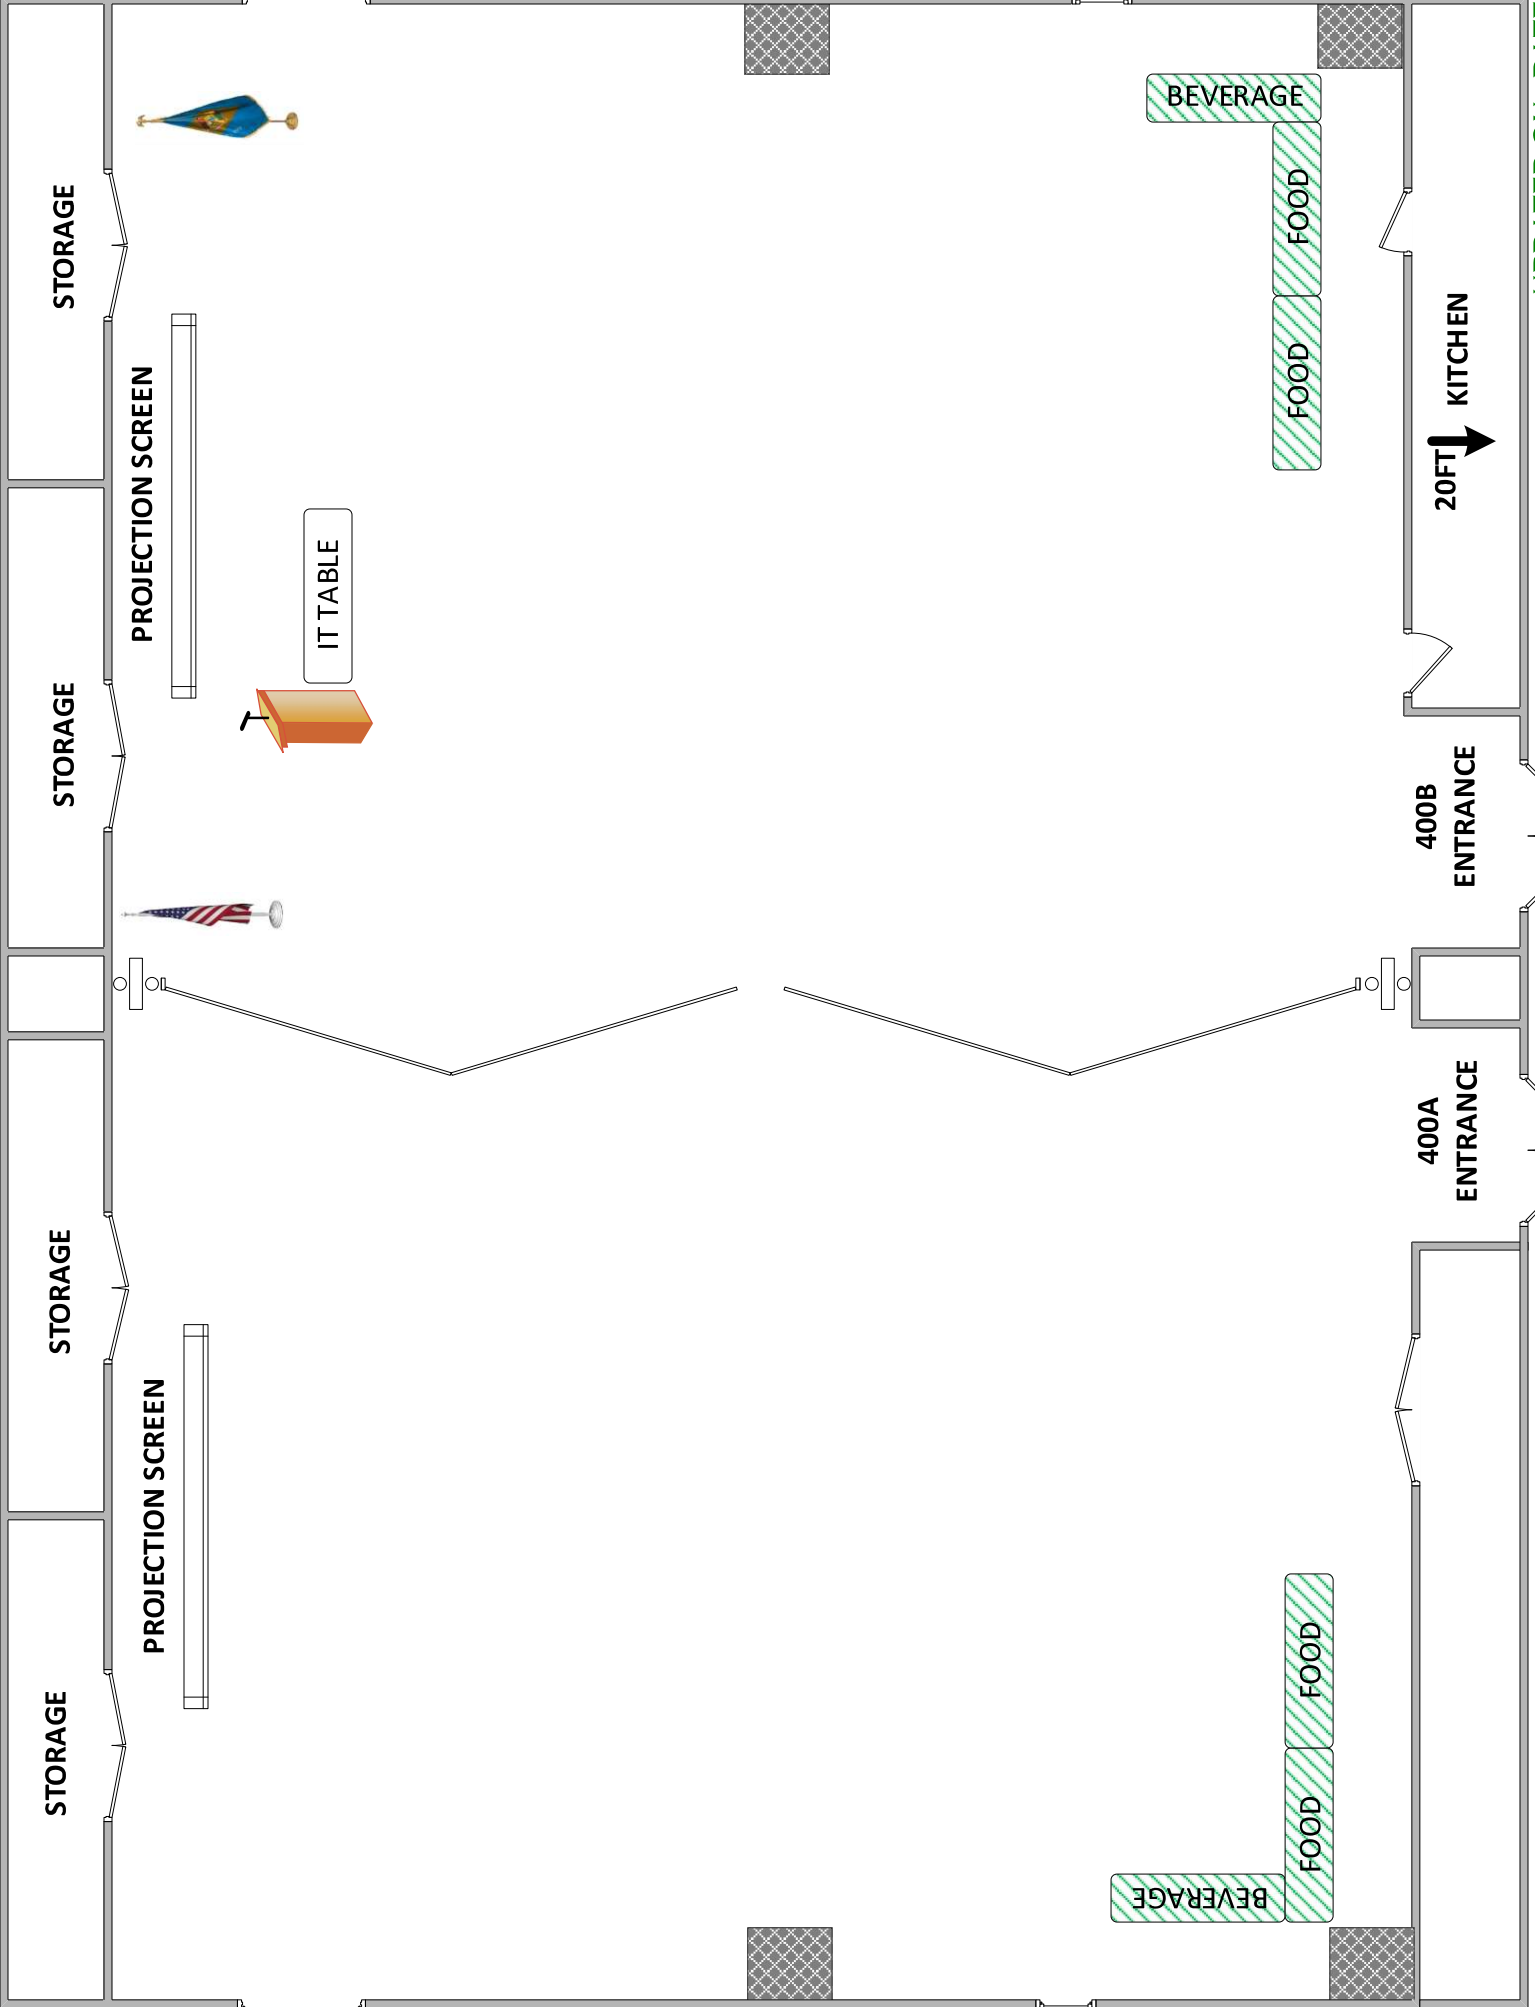 STORAGE
BEVERAGE
FOOD
PROJECTION SCREEN
FOOD
KITCHEN
20FT
IT TABLE
STORAGE
400B
ENTRANCE
400A
ENTRANCE
STORAGE
PROJECTION SCREEN
FOOD
STORAGE
FOOD
BEVERAGE